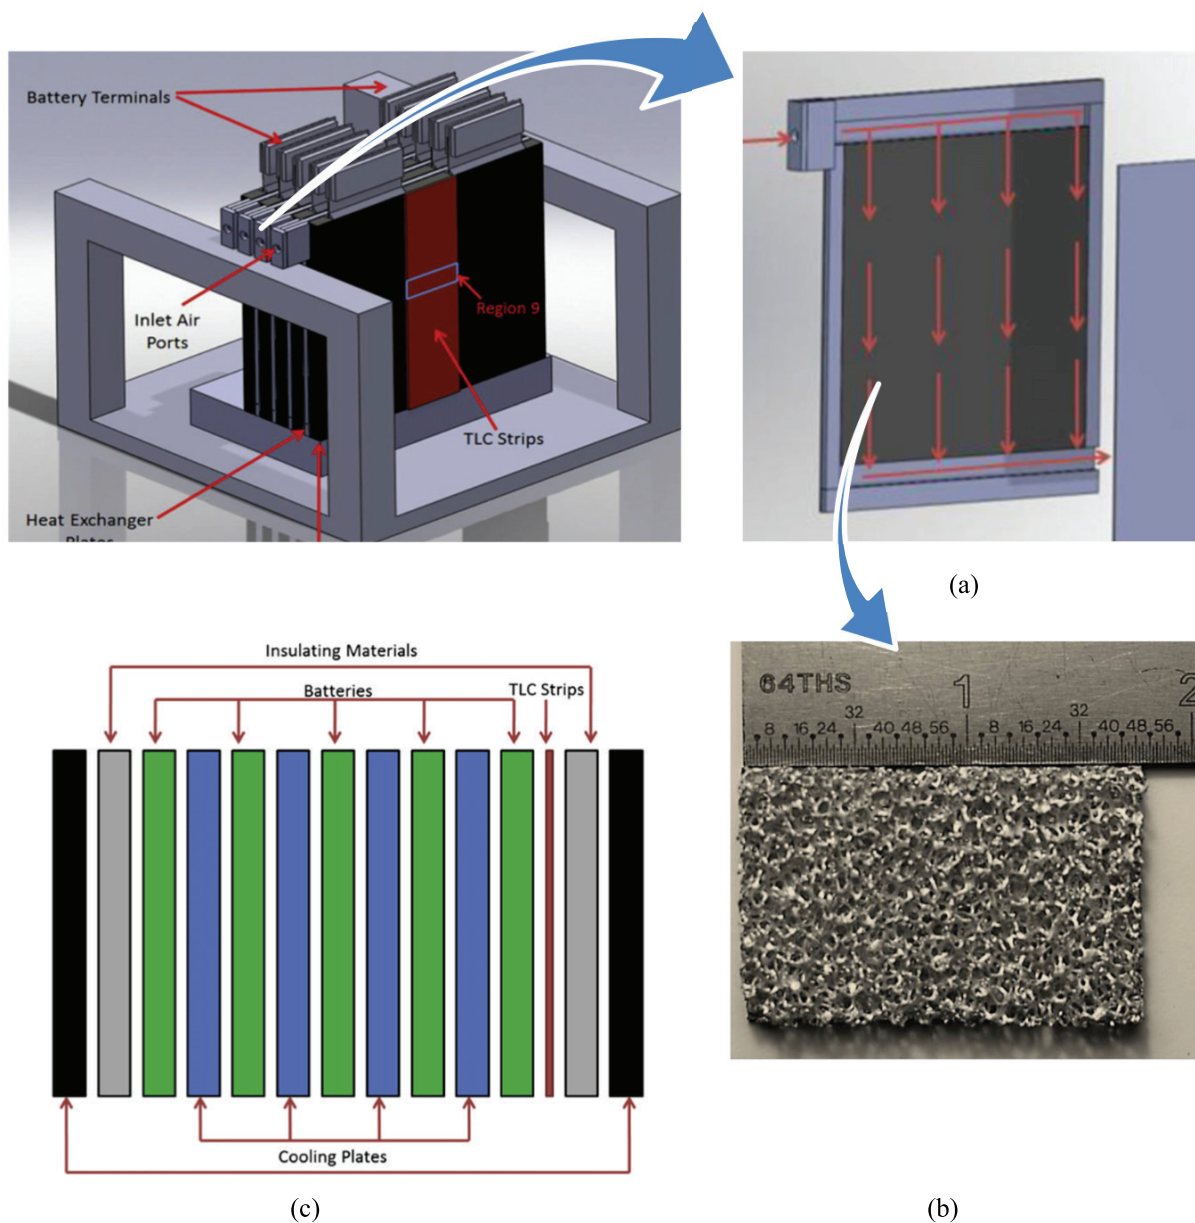 Battery Terminals
Inlet Air
Ports
Region 9
TLC Strips
Heat Exchanger
Plates
(a)
Insulating Materials
Batteries
TLC Strips
Cooling Plates
(c)
64THS
1
2
8 16 24 32 40 48 56 8 16 24 32 40 48 56
(b)